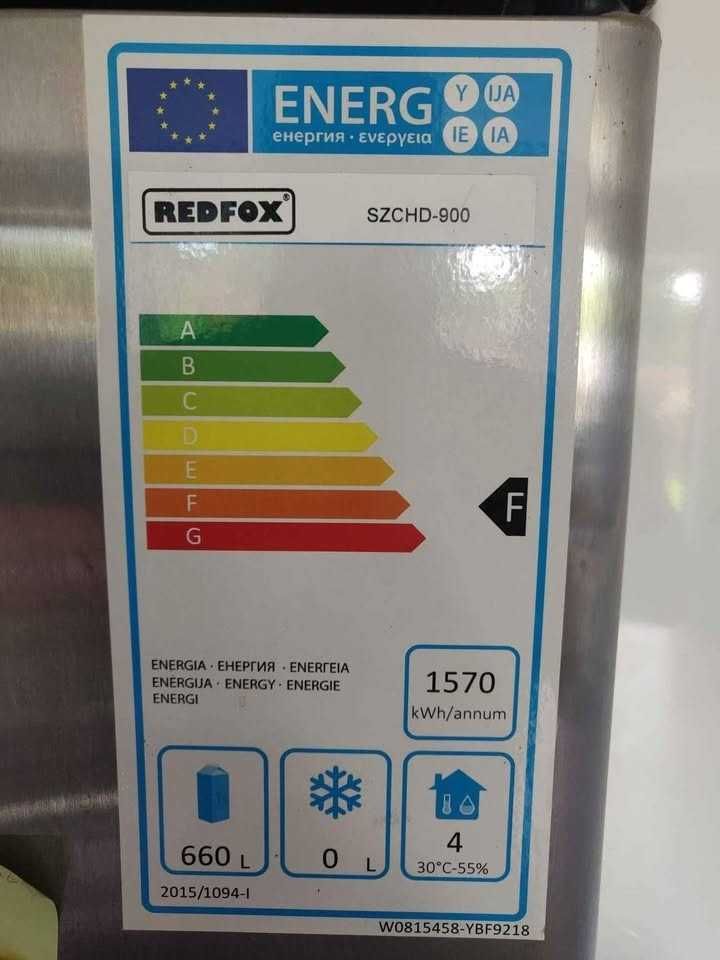 ENERG Y IJA
енергия · ενεργεια IE IA
REDFOX® SZCHD-900
A
B
C
D
E
F
F
G
ENERGIA · ЕНЕРГИЯ · ΕΝΕΡΓΕΙΑ
ENERGIJA · ENERGY · ENERGIE
ENERGI
1570
kWh/annum
660 L
0 L
4
30°C-55%
2015/1094-I
W0815458-YBF9218